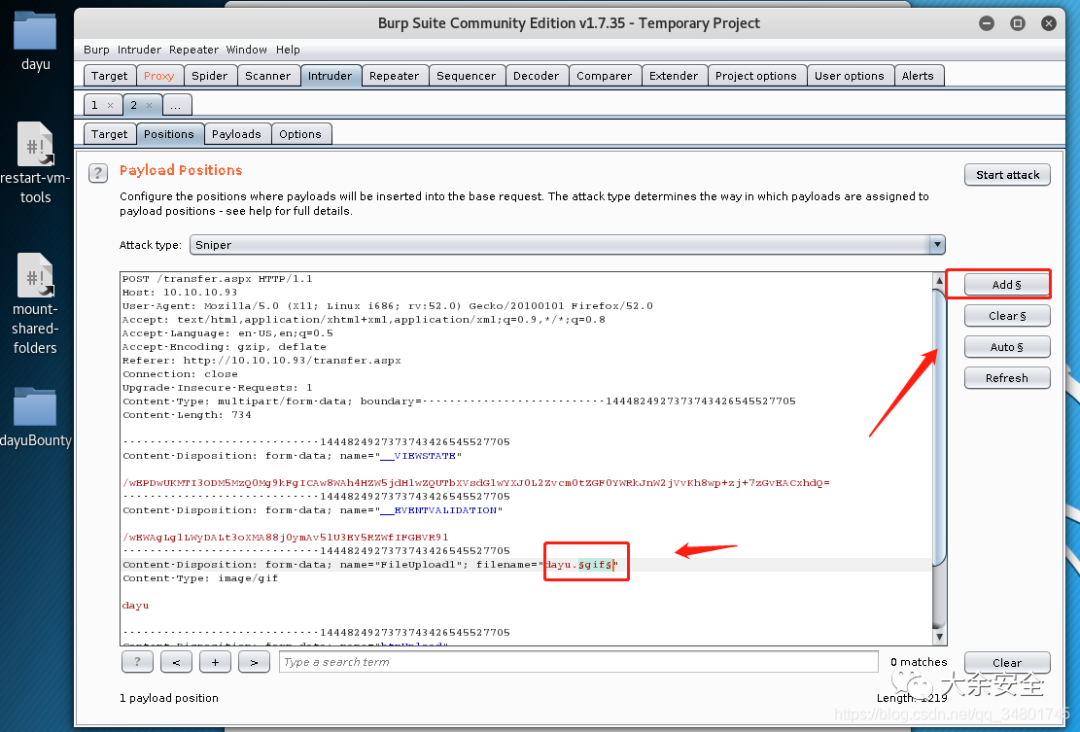 dayu
restart-vm-
tools
mount-
shared-
folders
dayuBounty
Burp Suite Community Edition v1.7.35 - Temporary Project
Burp Intruder Repeater Window Help
Target Proxy Spider Scanner Intruder Repeater Sequencer Decoder Comparer Extender Project options User options Alerts
1 × 2 × ...
Target Positions Payloads Options
? Payload Positions
Start attack
Configure the positions where payloads will be inserted into the base request. The attack type determines the way in which payloads are assigned to
payload positions - see help for full details.
Attack type: Sniper
POST /transfer.aspx HTTP/1.1
Host: 10.10.10.93
User-Agent: Mozilla/5.0 (X11; Linux i686; rv:52.0) Gecko/20100101 Firefox/52.0
Accept: text/html,application/xhtml+xml,application/xml;q=0.9,*/*;q=0.8
Accept-Language: en-US,en;q=0.5
Accept-Encoding: gzip, deflate
Referer: http://10.10.10.93/transfer.aspx
Connection: close
Upgrade-Insecure-Requests: 1
Content-Type: multipart/form-data; boundary=---------------------------14448249273737434265455​27705
Content-Length: 734
-----------------------------1444824927373743426545527705
Content-Disposition: form-data; name="__VIEWSTATE"
-----------------------------1444824927373743426545527705
Content-Disposition: form-data; name="__EVENTVALIDATION"
-----------------------------1444824927373743426545527705
Content-Disposition: form-data; name="FileUpload1"; filename="dayu.§gif§"
Content-Type: image/gif
dayu
-----------------------------1444824927373743426545527705
Content-Disposition: form-data; name="btnUpload"
Add §
Clear §
Auto §
Refresh
? < + > Type a search term
0 matches
Clear
1 payload position
Length: 1219
大余安全
https://blog.csdn.net/qq_34801745